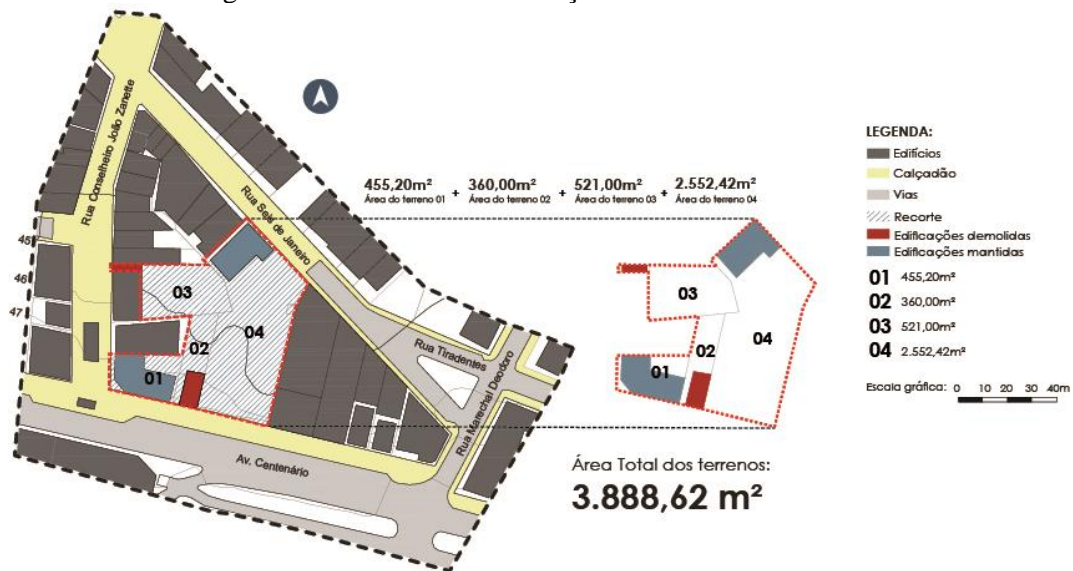 Rua Conselheiro João Zanette
Rua Seis de Janeiro
455,20m² + 360,00m² + 521,00m² + 2.552,42m²
Área do terreno 01 Área do terreno 02 Área do terreno 03 Área do terreno 04
45
46
47
03
02
04
01
Rua Tiradentes
Rua Marechal Deodoro
Av. Centenário
03
02
04
01
Área Total dos terrenos:
3.888,62 m²
LEGENDA:
Edifícios
Calçadão
Vias
Recorte
Edificações demolidas
Edificações mantidas
01 455,20m²
02 360,00m²
03 521,00m²
04 2.552,42m²
Escala gráfica: 0 10 20 30 40m